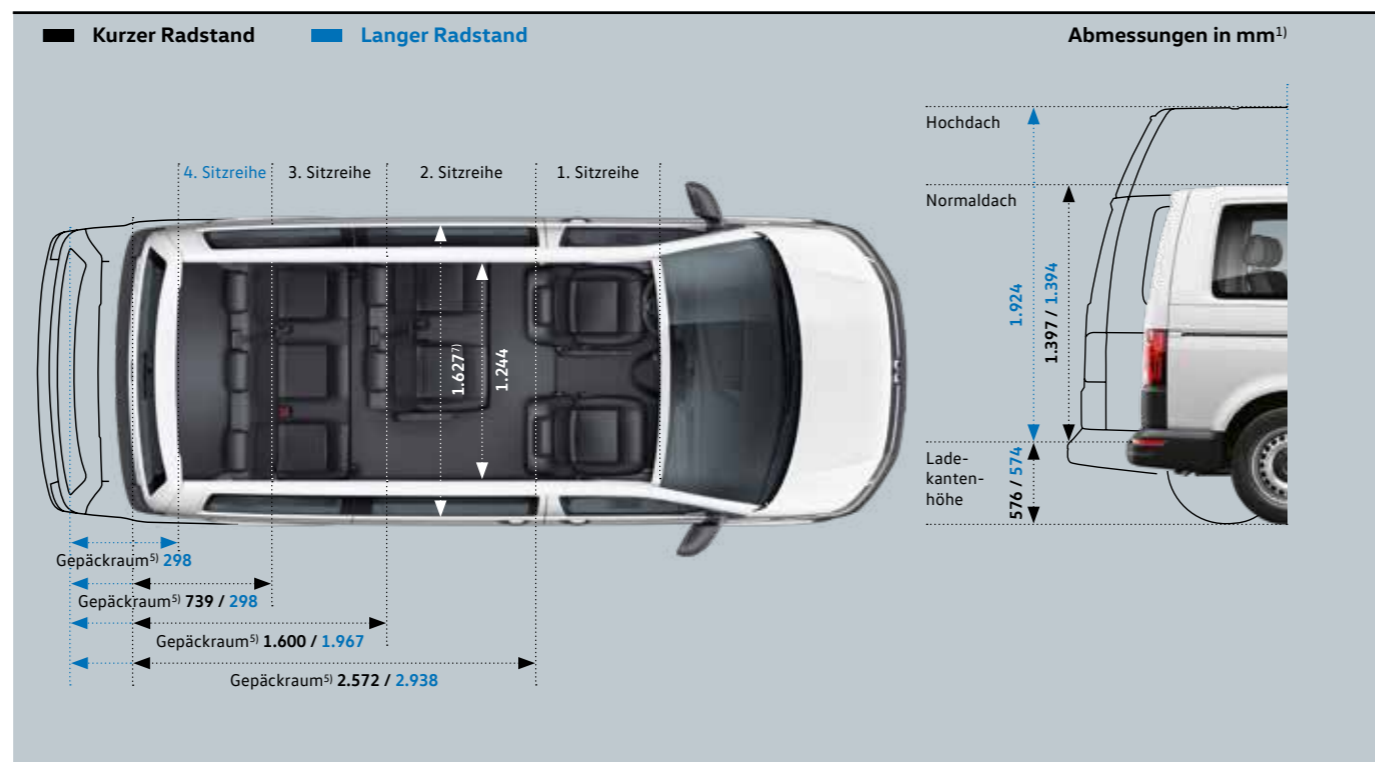 Kurzer Radstand
Langer Radstand
Abmessungen in mm1)
4. Sitzreihe
3. Sitzreihe
2. Sitzreihe
1. Sitzreihe
1.6277)
1.244
Gepäckraum5) 298
Gepäckraum5) 739 / 298
Gepäckraum5) 1.600 / 1.967
Gepäckraum5) 2.572 / 2.938
Hochdach
Normaldach
1.924
1.397 / 1.394
Lade-
kanten-
höhe
576 / 574